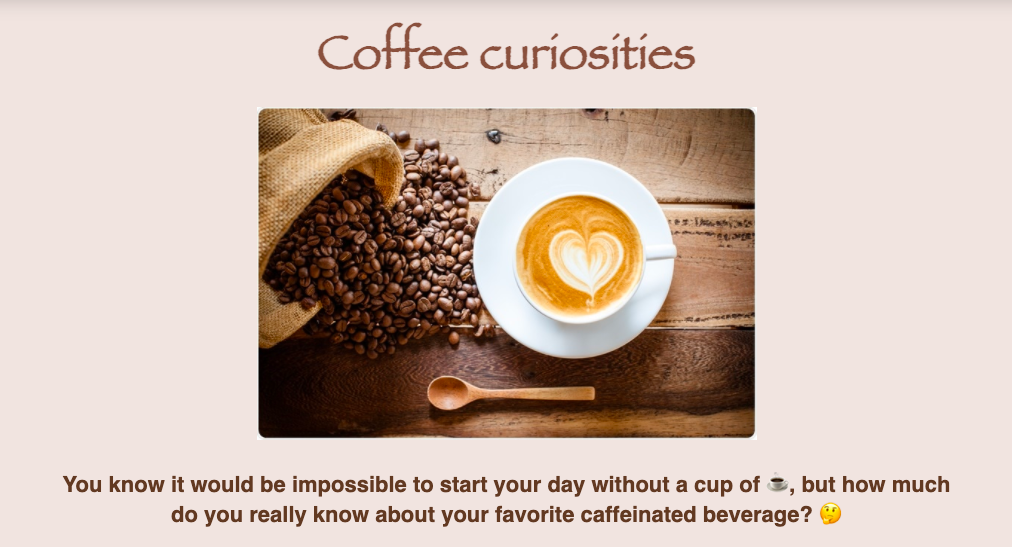 Coffee curiosities
You know it would be impossible to start your day without a cup of ☕, but how much
do you really know about your favorite caffeinated beverage? 🤔